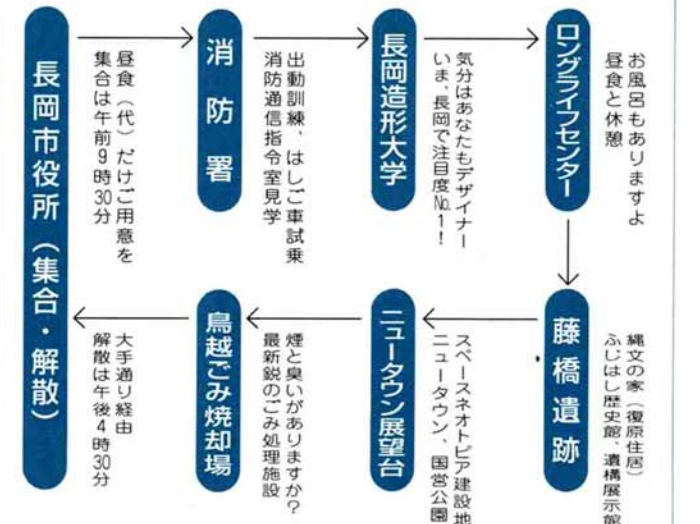 長岡市役所（集合・解散）
昼食（代）だけご用意を
集合は午前9時30分
消防署
出動訓練、はしご車試乗
消防通信指令室見学
長岡造形大学
気分はあなたもデザイナー
いま、長岡で注目度No.1！
ロングライフセンター
お風呂もありますよ
昼食と休憩
藤橋遺跡
縄文の家（復原住居）
ふじはし歴史館、遺構展示館
ニュータウン展望台
スペースネオトピア建設地
ニュータウン、国営公園
鳥越ごみ焼却場
煙と臭いがありますか？
最新鋭のごみ処理施設
大手通り経由
解散は午後4時30分